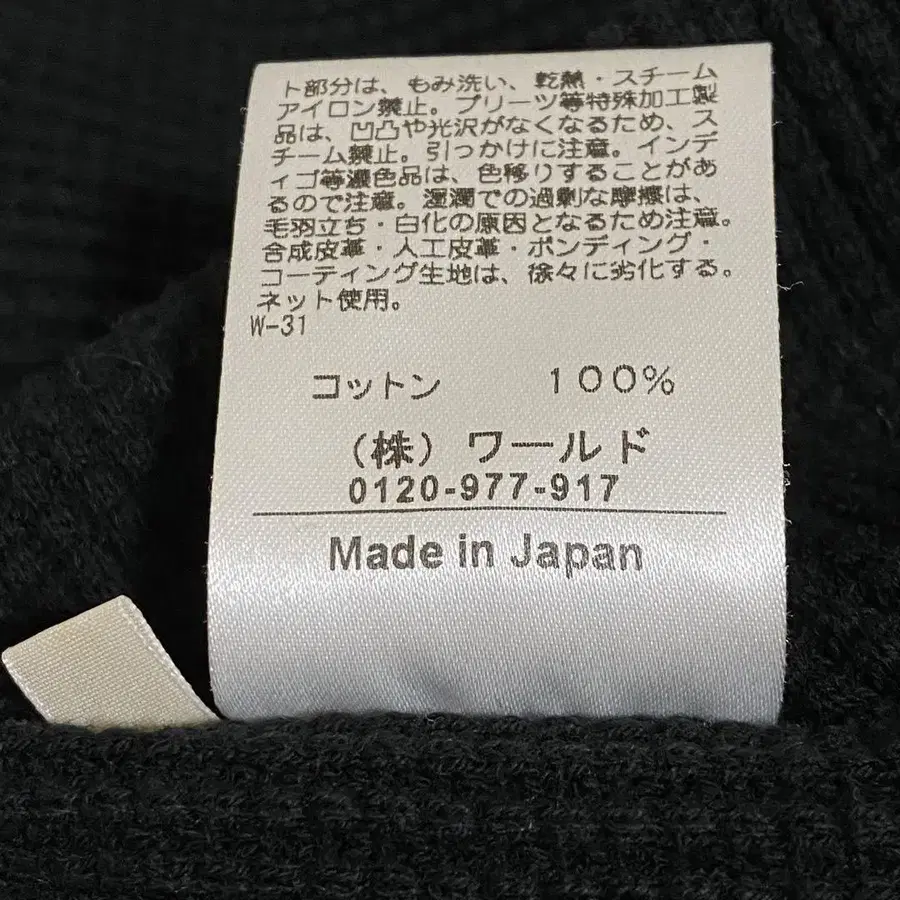 ト部分は、もみ洗い、乾熱・スチーム
アイロン禁止。プリーツ等特殊加工製
品は、凹凸や光沢がなくなるため、ス
チーム禁止。引っかけに注意。インデ
ィゴ等濃色品は、色移りすることがあ
るので注意。湿潤での過剰な摩擦は、
毛羽立ち・白化の原因となるため注意。
合成皮革・人工皮革・ボンディング・
コーティング生地は、徐々に劣化する。
ネット使用。
W-31
コットン 100%
(株) ワールド
0120-977-917
Made in Japan